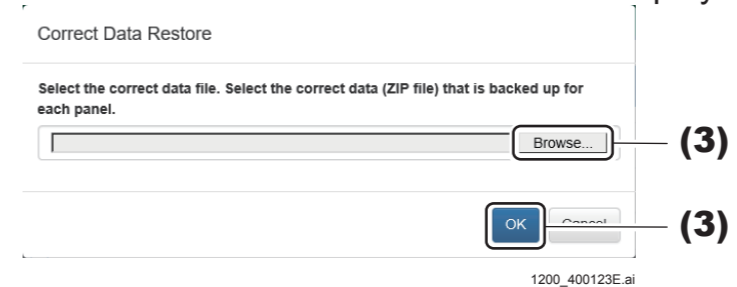 Correct Data Restore
Select the correct data file. Select the correct data (ZIP file) that is backed up for
each panel.
Browse... (3)
OK Cancel (3)
1200_400123E.ai